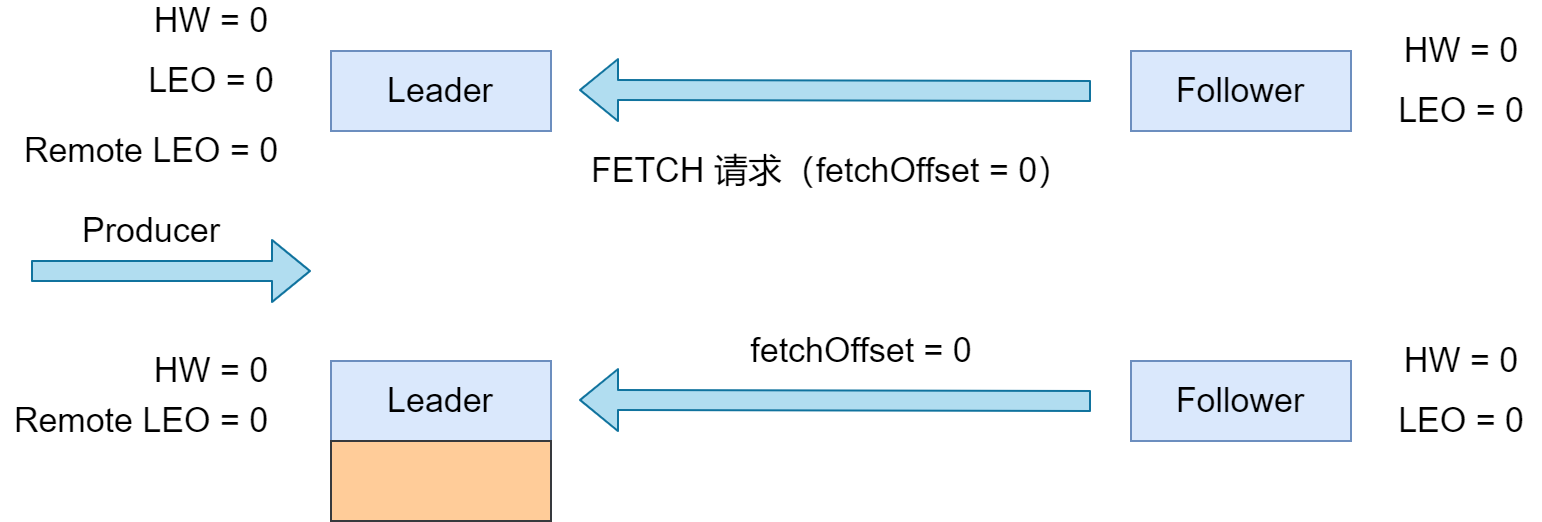 HW = 0
LEO = 0
Remote LEO = 0
Leader
FETCH 请求（fetchOffset = 0）
Follower
HW = 0
LEO = 0
Producer
HW = 0
Remote LEO = 0
Leader
fetchOffset = 0
Follower
HW = 0
LEO = 0